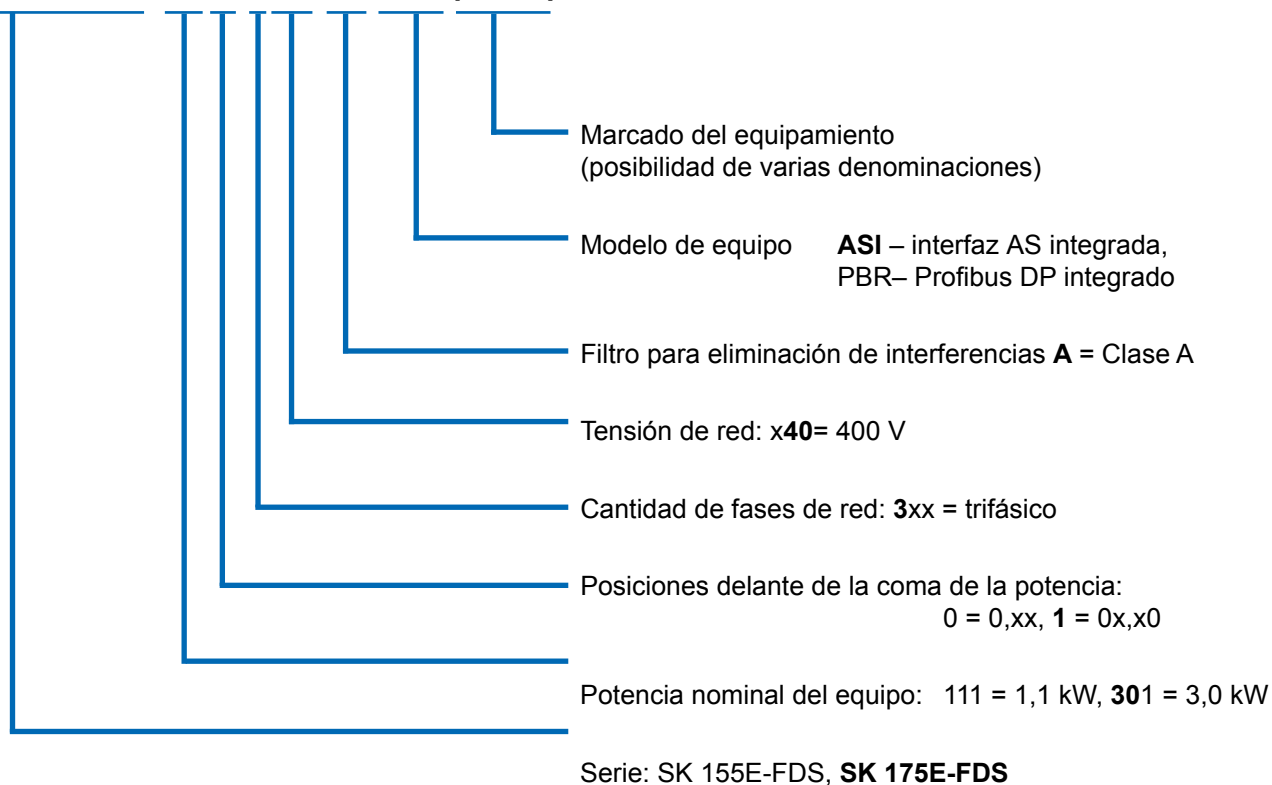 Marcado del equipamiento
(posibilidad de varias denominaciones)
Modelo de equipo ASI – interfaz AS integrada,
PBR– Profibus DP integrado
Filtro para eliminación de interferencias A = Clase A
Tensión de red: x40= 400 V
Cantidad de fases de red: 3xx = trifásico
Posiciones delante de la coma de la potencia:
0 = 0,xx, 1 = 0x,x0
Potencia nominal del equipo: 111 = 1,1 kW, 301 = 3,0 kW
Serie: SK 155E-FDS, SK 175E-FDS